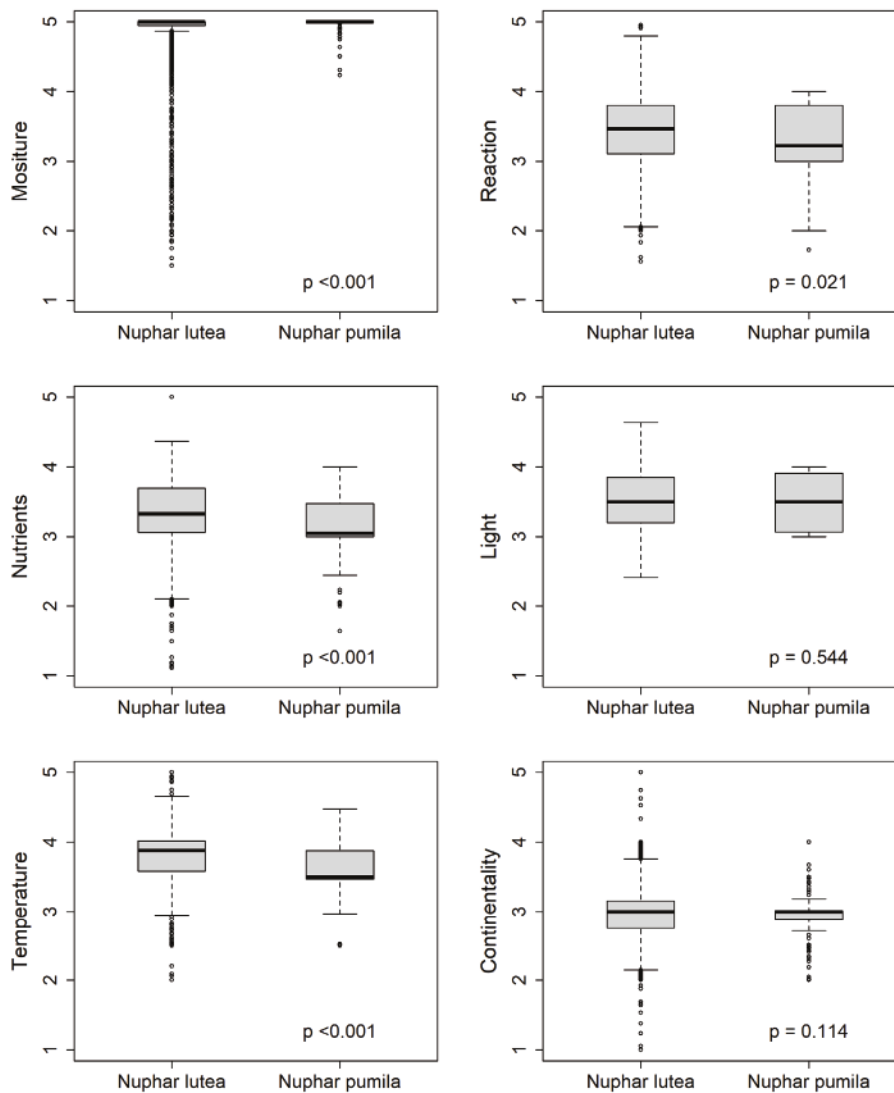 Mositure
5
4
3
2
1
p <0.001
Nuphar lutea Nuphar pumila
Reaction
5
4
3
2
1
p = 0.021
Nuphar lutea Nuphar pumila
Nutrients
5
4
3
2
1
p <0.001
Nuphar lutea Nuphar pumila
Light
5
4
3
2
1
p = 0.544
Nuphar lutea Nuphar pumila
Temperature
5
4
3
2
1
p <0.001
Nuphar lutea Nuphar pumila
Continentality
5
4
3
2
1
p = 0.114
Nuphar lutea Nuphar pumila